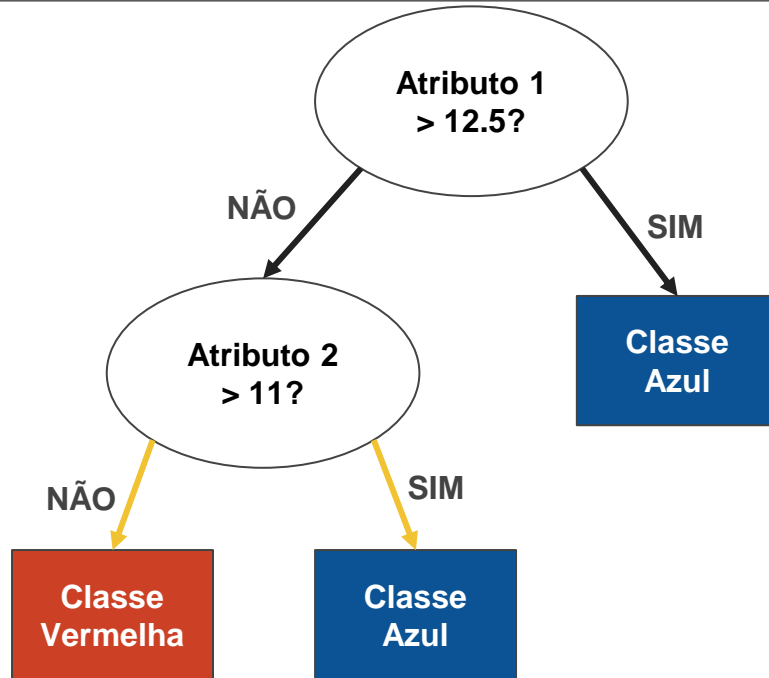 Atributo 1
> 12.5?
NÃO
SIM
Atributo 2
> 11?
Classe
Azul
NÃO
SIM
Classe
Vermelha
Classe
Azul